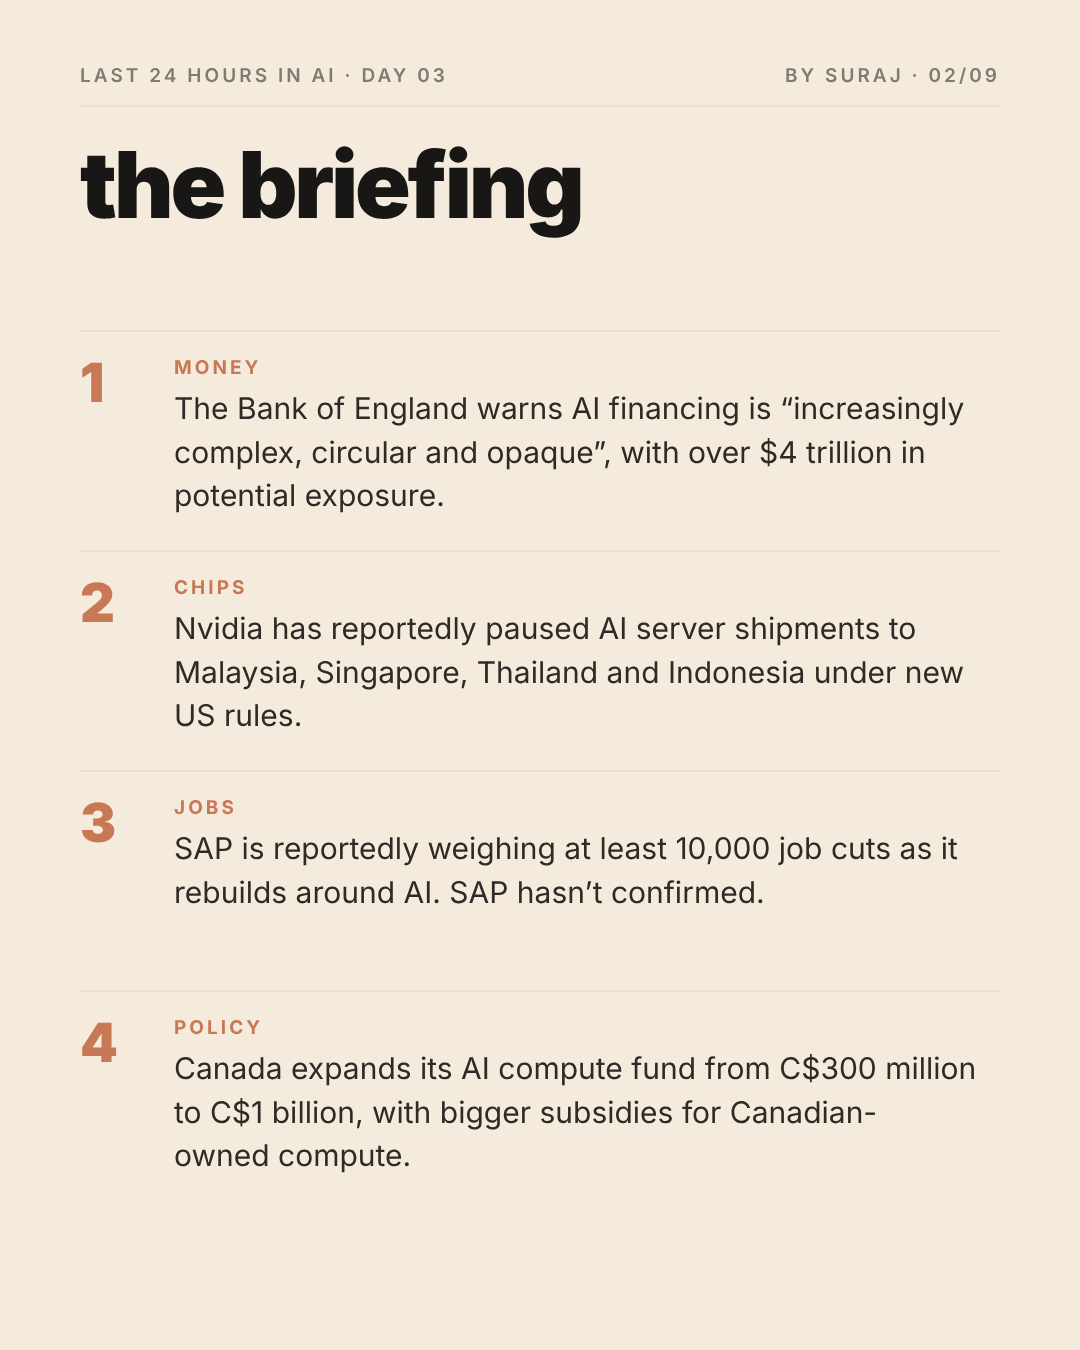 LAST 24 HOURS IN AI · DAY 03
BY SURAJ · 02/09
the briefing
1
MONEY
The Bank of England warns AI financing is “increasingly
complex, circular and opaque”, with over $4 trillion in
potential exposure.
2
CHIPS
Nvidia has reportedly paused AI server shipments to
Malaysia, Singapore, Thailand and Indonesia under new
US rules.
3
JOBS
SAP is reportedly weighing at least 10,000 job cuts as it
rebuilds around AI. SAP hasn’t confirmed.
4
POLICY
Canada expands its AI compute fund from C$300 million
to C$1 billion, with bigger subsidies for Canadian-
owned compute.